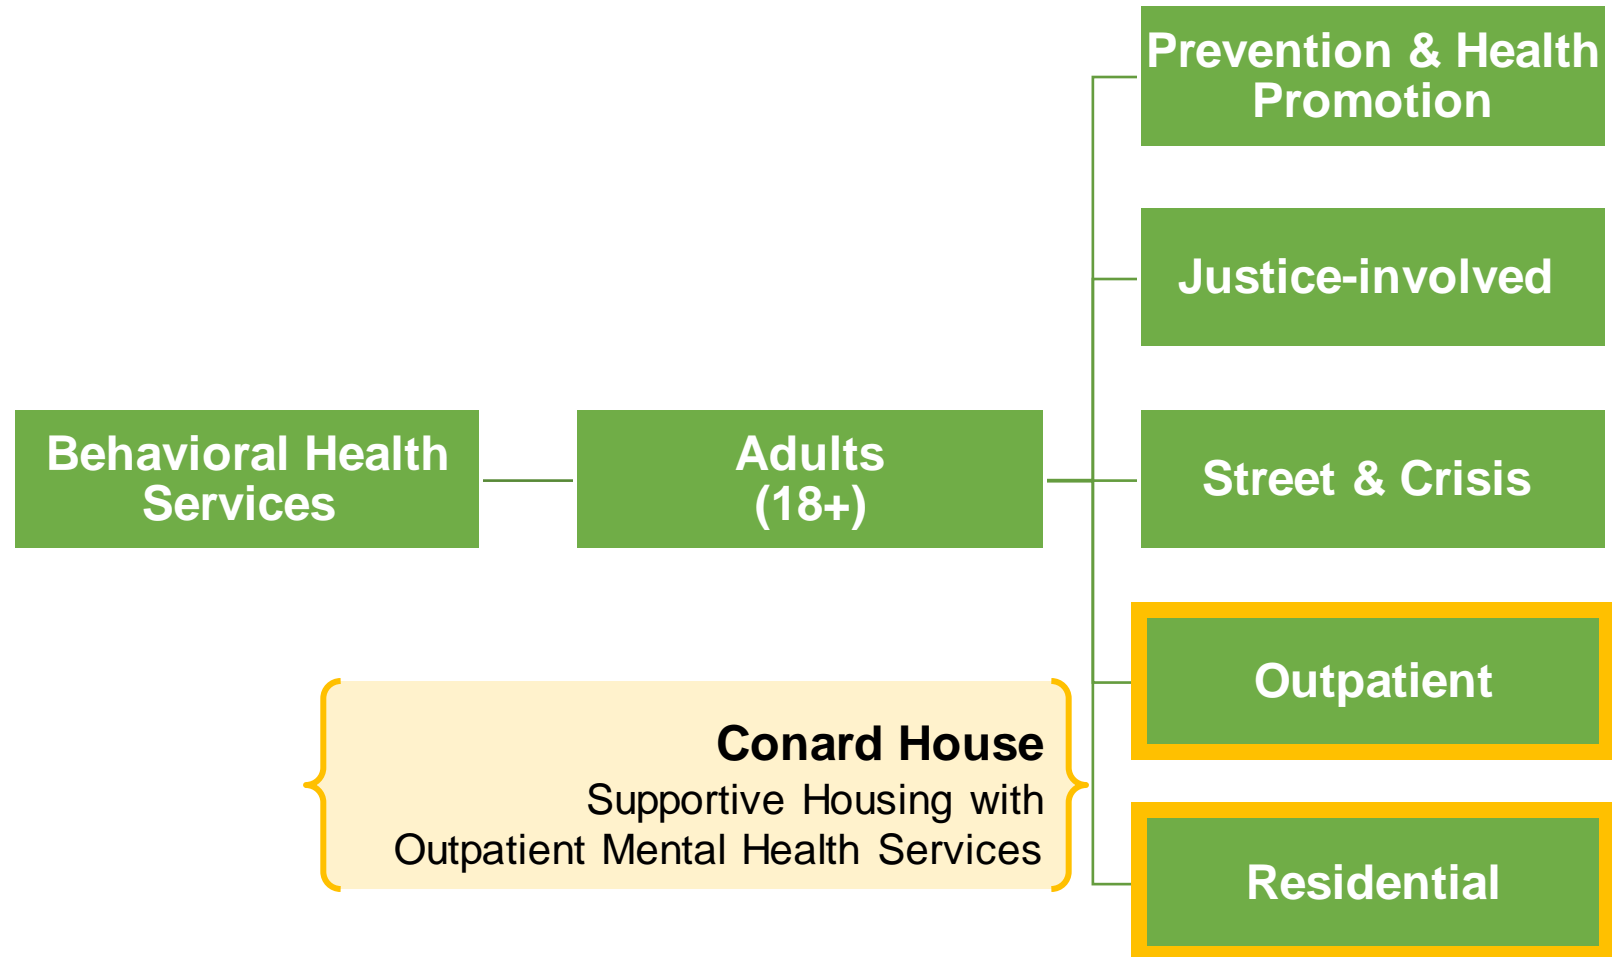 Prevention & Health
Promotion
Justice-involved
Behavioral Health
Services
Adults
(18+)
Street & Crisis
Outpatient
Conard House
Supportive Housing with
Outpatient Mental Health Services
Residential